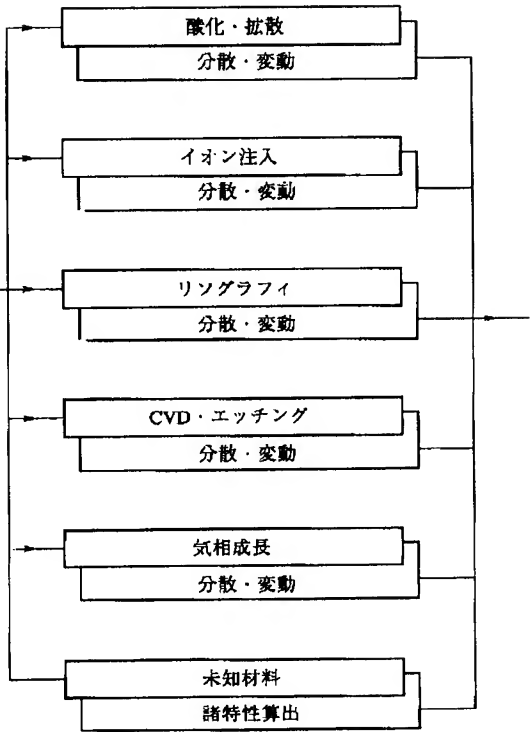 酸化・拡散
分散・変動
イオン注入
分散・変動
リソグラフィ
分散・変動
CVD・エッチング
分散・変動
気相成長
分散・変動
未知材料
諸特性算出